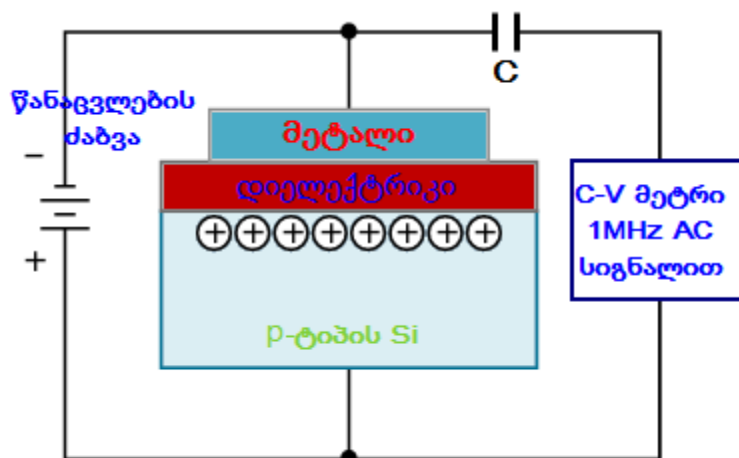 C
წანაცვლების
ძაბვა
−
+
მეტალი
დიელექტრიკი
+ + + + + + + +
p-ტიპის Si
C-V მეტრი
1MHz AC
სიგნალით